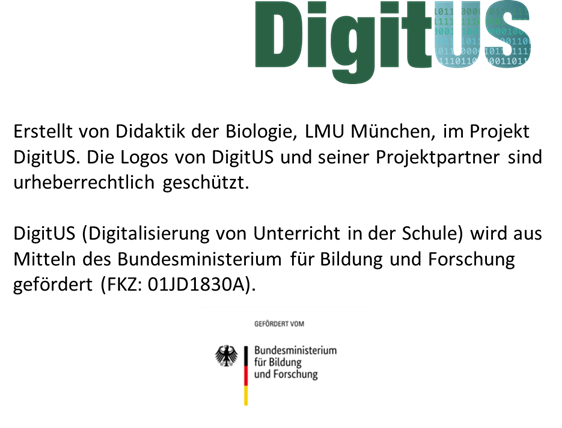 DigitUS
Erstellt von Didaktik der Biologie, LMU München, im Projekt
DigitUS. Die Logos von DigitUS und seiner Projektpartner sind
urheberrechtlich geschützt.
DigitUS (Digitalisierung von Unterricht in der Schule) wird aus
Mitteln des Bundesministerium für Bildung und Forschung
gefördert (FKZ: 01JD1830A).
GEFÖRDERT VOM
Bundesministerium
für Bildung
und Forschung